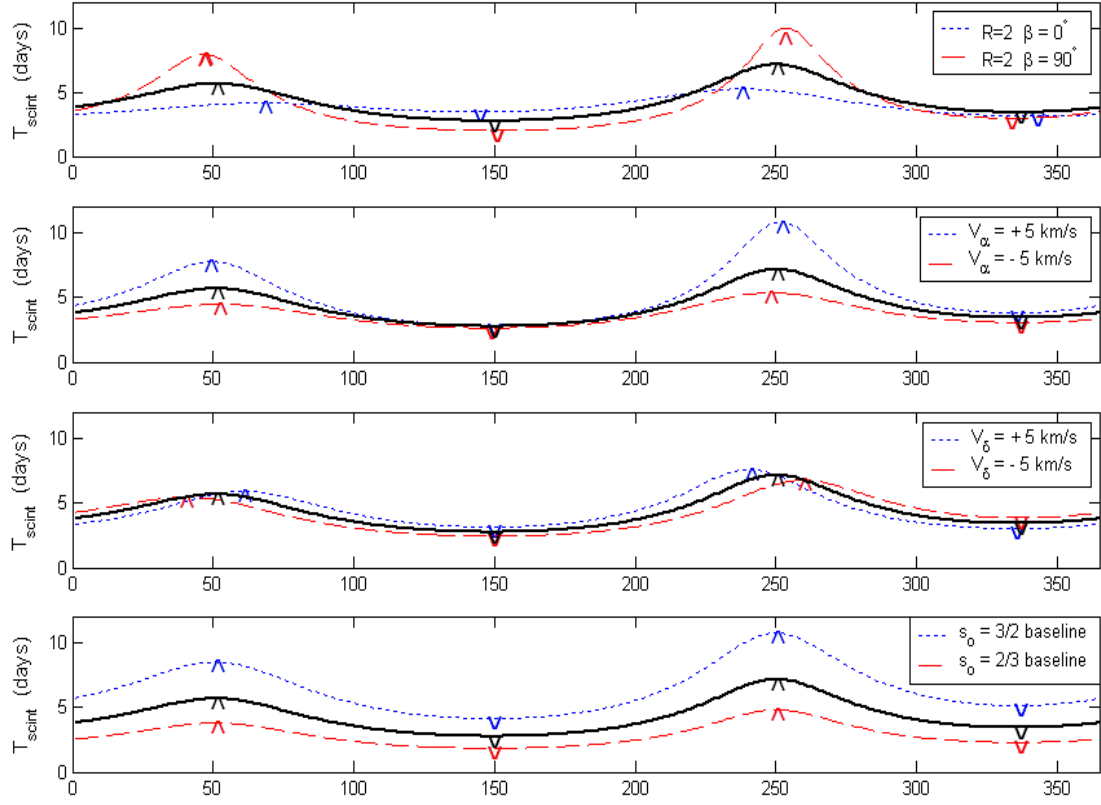 10
5
0
T_scint (days)
R=2 β = 0°
R=2 β = 90°
0 50 100 150 200 250 300 350
10
5
0
T_scint (days)
V_α = +5 km/s
V_α = - 5 km/s
0 50 100 150 200 250 300 350
10
5
0
T_scint (days)
V_δ = +5 km/s
V_δ = - 5 km/s
0 50 100 150 200 250 300 350
10
5
0
T_scint (days)
s_o = 3/2 baseline
s_o = 2/3 baseline
0 50 100 150 200 250 300 350